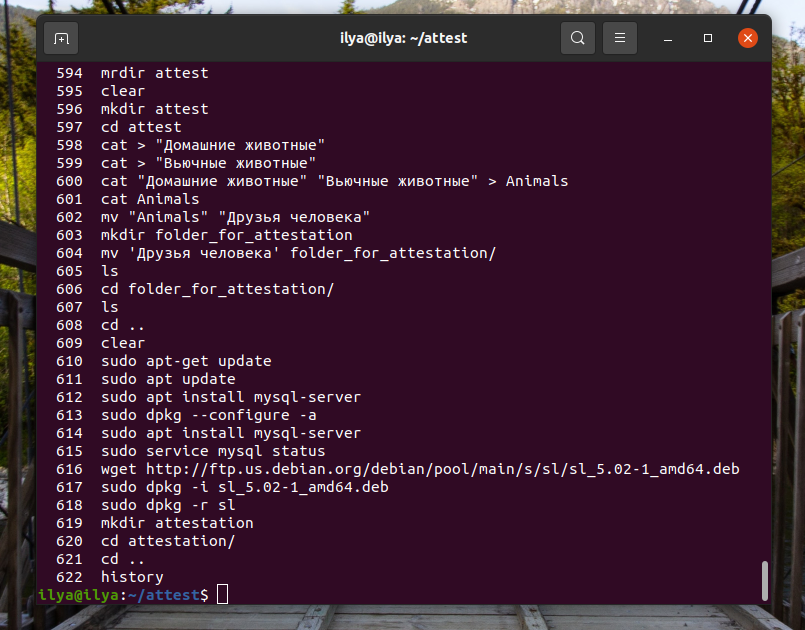 ilya@ilya: ~/attest
594 mrdir attest
595 clear
596 mkdir attest
597 cd attest
598 cat > "Домашние животные"
599 cat > "Вьючные животные"
600 cat "Домашние животные" "Вьючные животные" > Animals
601 cat Animals
602 mv "Animals" "Друзья человека"
603 mkdir folder_for_attestation
604 mv 'Друзья человека' folder_for_attestation/
605 ls
606 cd folder_for_attestation/
607 ls
608 cd ..
609 clear
610 sudo apt-get update
611 sudo apt update
612 sudo apt install mysql-server
613 sudo dpkg --configure -a
614 sudo apt install mysql-server
615 sudo service mysql status
616 wget http://ftp.us.debian.org/debian/pool/main/s/sl/sl_5.02-1_amd64.deb
617 sudo dpkg -i sl_5.02-1_amd64.deb
618 sudo dpkg -r sl
619 mkdir attestation
620 cd attestation/
621 cd ..
622 history
ilya@ilya:~/attest$